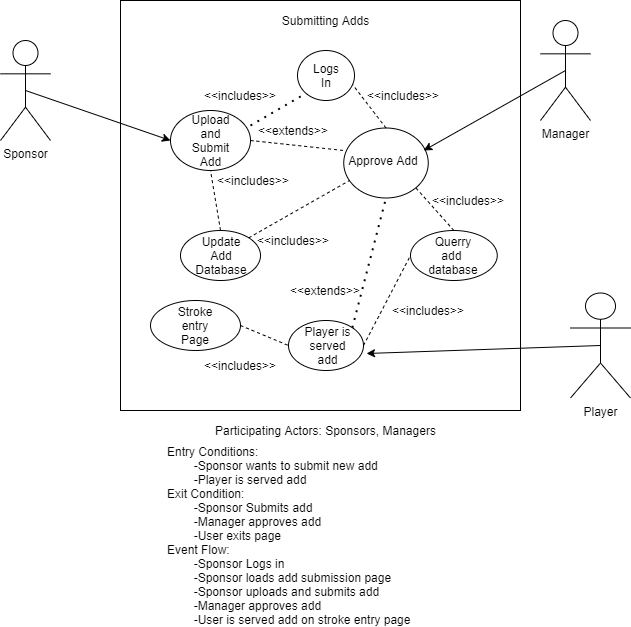 Submitting Adds
Logs
In
<<includes>>
<<includes>>
Upload
and
Submit
Add
<<extends>>
Manager
Sponsor
Approve Add
<<includes>>
<<includes>>
Update
Add
Database
<<includes>>
Querry
add
database
<<extends>>
Stroke
entry
Page
<<includes>>
Player is
served
add
<<includes>>
Player
Participating Actors: Sponsors, Managers
Entry Conditions:
-Sponsor wants to submit new add
-Player is served add
Exit Condition:
-Sponsor Submits add
-Manager approves add
-User exits page
Event Flow:
-Sponsor Logs in
-Sponsor loads add submission page
-Sponsor uploads and submits add
-Manager approves add
-User is served add on stroke entry page